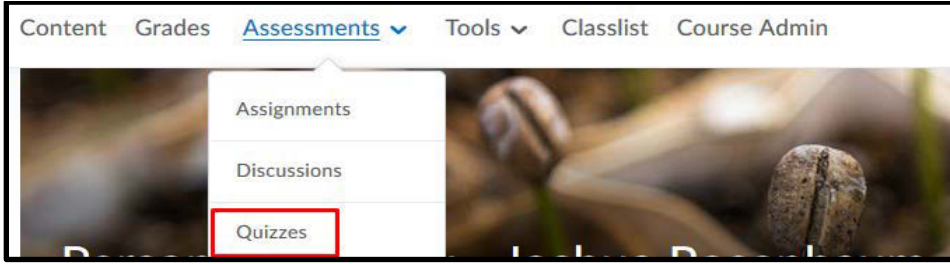 Content Grades Assessments Tools Classlist Course Admin
Assignments
Discussions
Quizzes